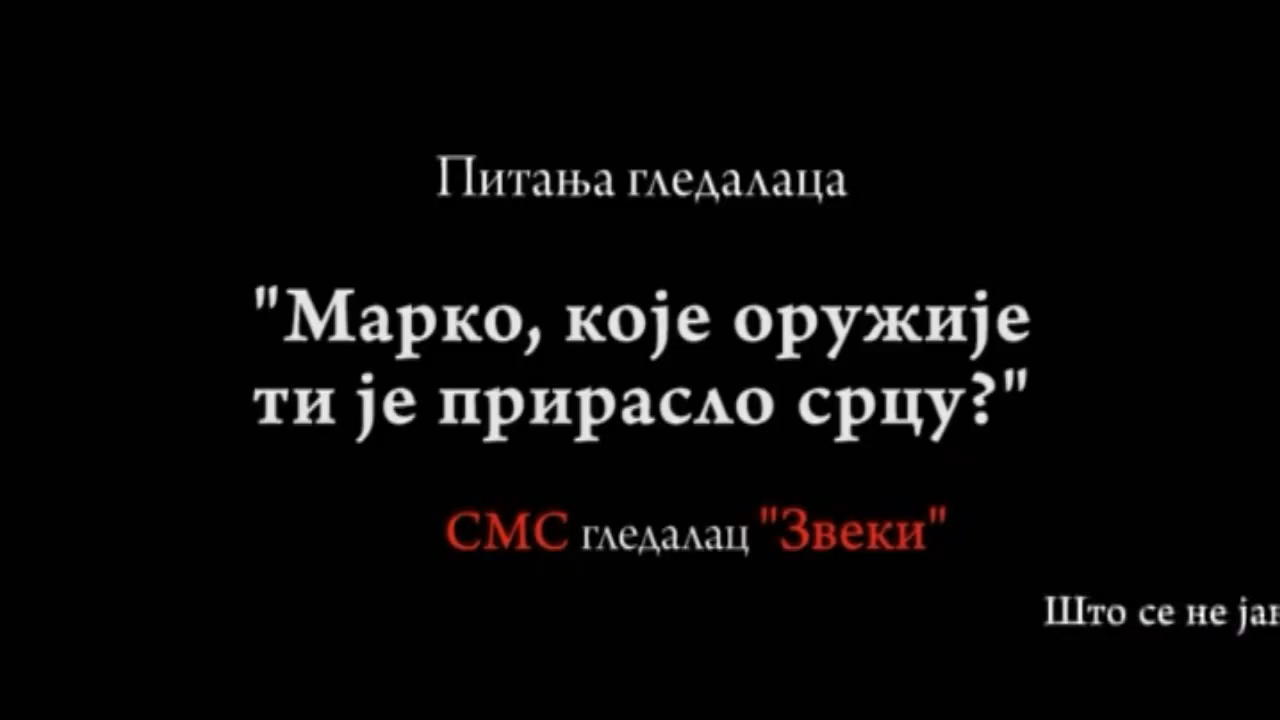 Питања гледалаца
"Марко, које оружије
ти је прирасло срцу?"
СМС гледалац "Звеки"
Што се не